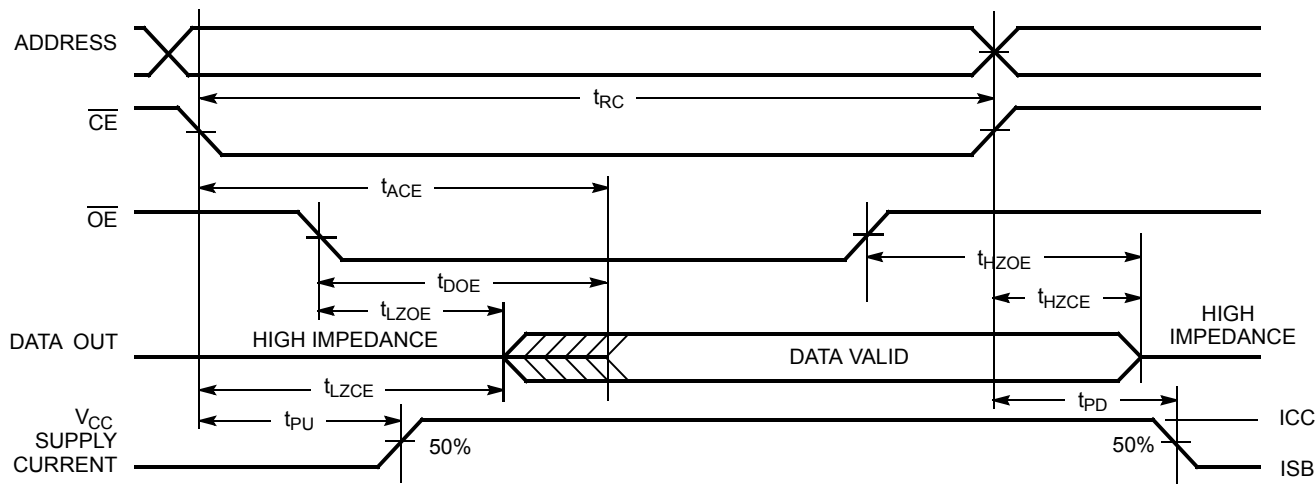 ADDRESS
tRC
CE
tACE
OE
tHZOE
tDOE
tLZOE
tHZCE
DATA OUT
HIGH IMPEDANCE
DATA VALID
HIGH
IMPEDANCE
tLZCE
tPU
tPD
VCC
SUPPLY
CURRENT
50%
50%
ICC
ISB